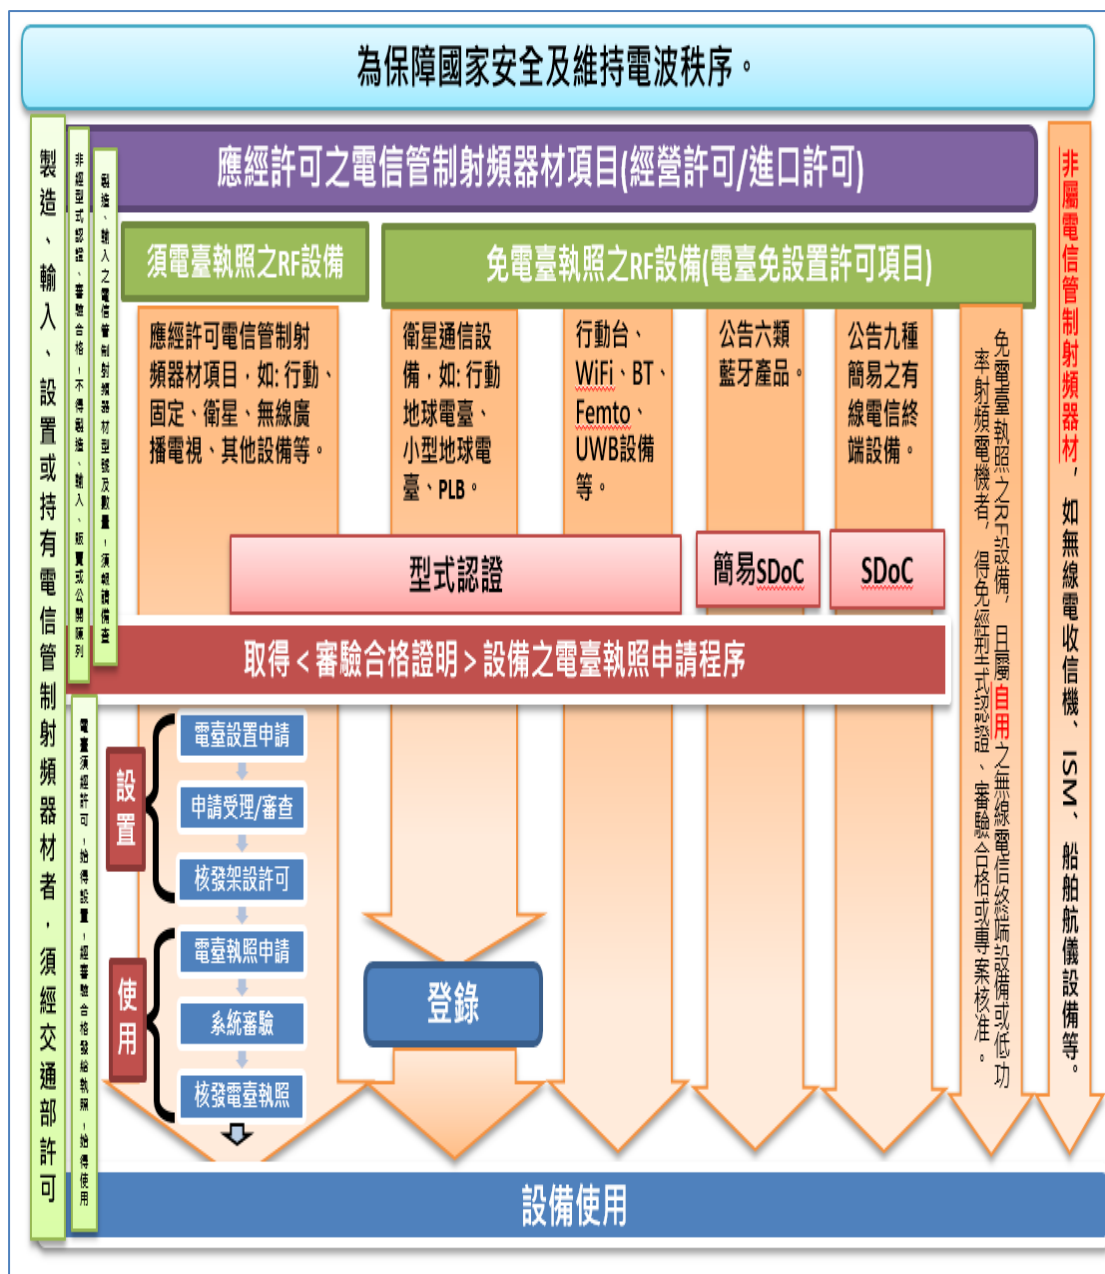 為保障國家安全及維持電波秩序。
製造、輸入、設置或持有電信管制射頻器材者，須經交通部許可
非經型式認證、審驗合格，不得製造、輸入、販賣或公開陳列
製造、輸入之電信管制射頻器材型號及數量，須報請備查
應經許可之電信管制射頻器材項目(經營許可/進口許可)
須電臺執照之RF設備
免電臺執照之RF設備(電臺免設置許可項目)
應經許可電信管制射
頻器材項目，如: 行動、
固定、衛星、無線廣
播電視、其他設備等。
衛星通信設
備，如: 行動
地球電臺、
小型地球電
臺、PLB。
行動台、
WiFi、BT、
Femto、
UWB設備
等。
公告六類
藍牙產品。
公告九種
簡易之有
線電信終
端設備。
免電臺執照之RF設備，且屬自用之無線電信終端設備或低功
率射頻電機者，得免經型式認證、審驗合格或專案核准。
非屬電信管制射頻器材，如無線電收信機、ISM、船舶航儀設備等。
型式認證
簡易SDoC
SDoC
取得＜審驗合格證明＞設備之電臺執照申請程序
電臺須經許可，始得設置，經審驗合格發給執照，始得使用
設置
電臺設置申請
申請受理/審查
核發架設許可
使用
電臺執照申請
系統審驗
核發電臺執照
登錄
設備使用